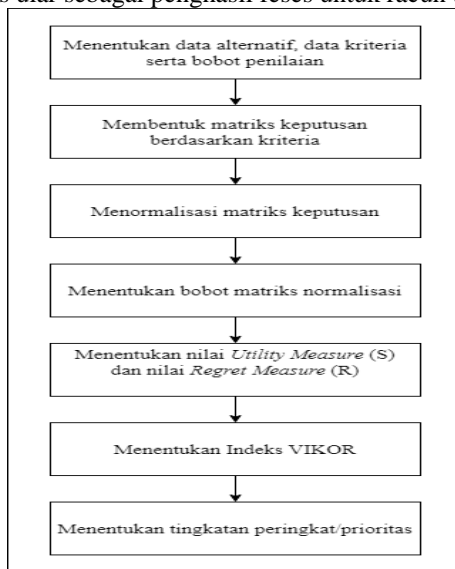 ular sebagai penghasil feses untuk racun
Menentukan data alternatif, data kriteria
serta bobot penilaian
Membentuk matriks keputusan
berdasarkan kriteria
Menormalisasi matriks keputusan
Menentukan bobot matriks normalisasi
Menentukan nilai Utility Measure (S)
dan nilai Regret Measure (R)
Menentukan Indeks VIKOR
Menentukan tingkatan peringkat/prioritas